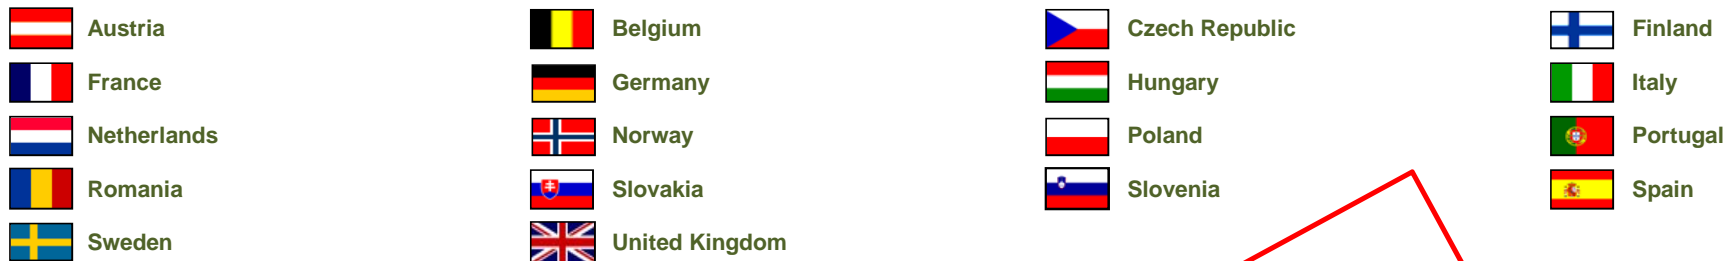 Austria Belgium Czech Republic Finland
France Germany Hungary Italy
Netherlands Norway Poland Portugal
Romania Slovakia Slovenia Spain
Sweden United Kingdom